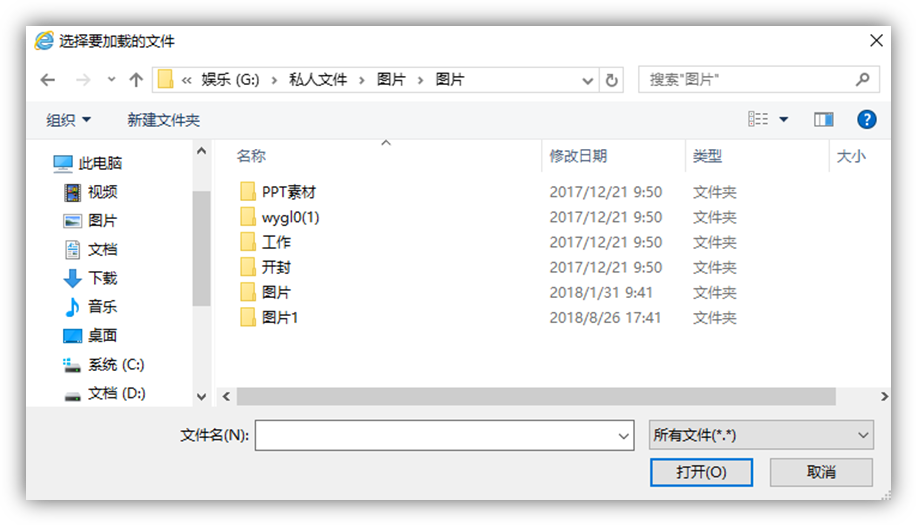 选择要加载的文件
« 娱乐 (G:) › 私人文件 › 图片 › 图片
搜索"图片"
组织 新建文件夹
名称 修改日期 类型 大小
此电脑
视频
图片
文档
下载
音乐
桌面
系统 (C:)
文档 (D:)
PPT素材 2017/12/21 9:50 文件夹
wygl0(1) 2017/12/21 9:50 文件夹
工作 2017/12/21 9:50 文件夹
开封 2017/12/21 9:50 文件夹
图片 2018/1/31 9:41 文件夹
图片1 2018/8/26 17:41 文件夹
文件名(N):
所有文件(*.*)
打开(O) 取消